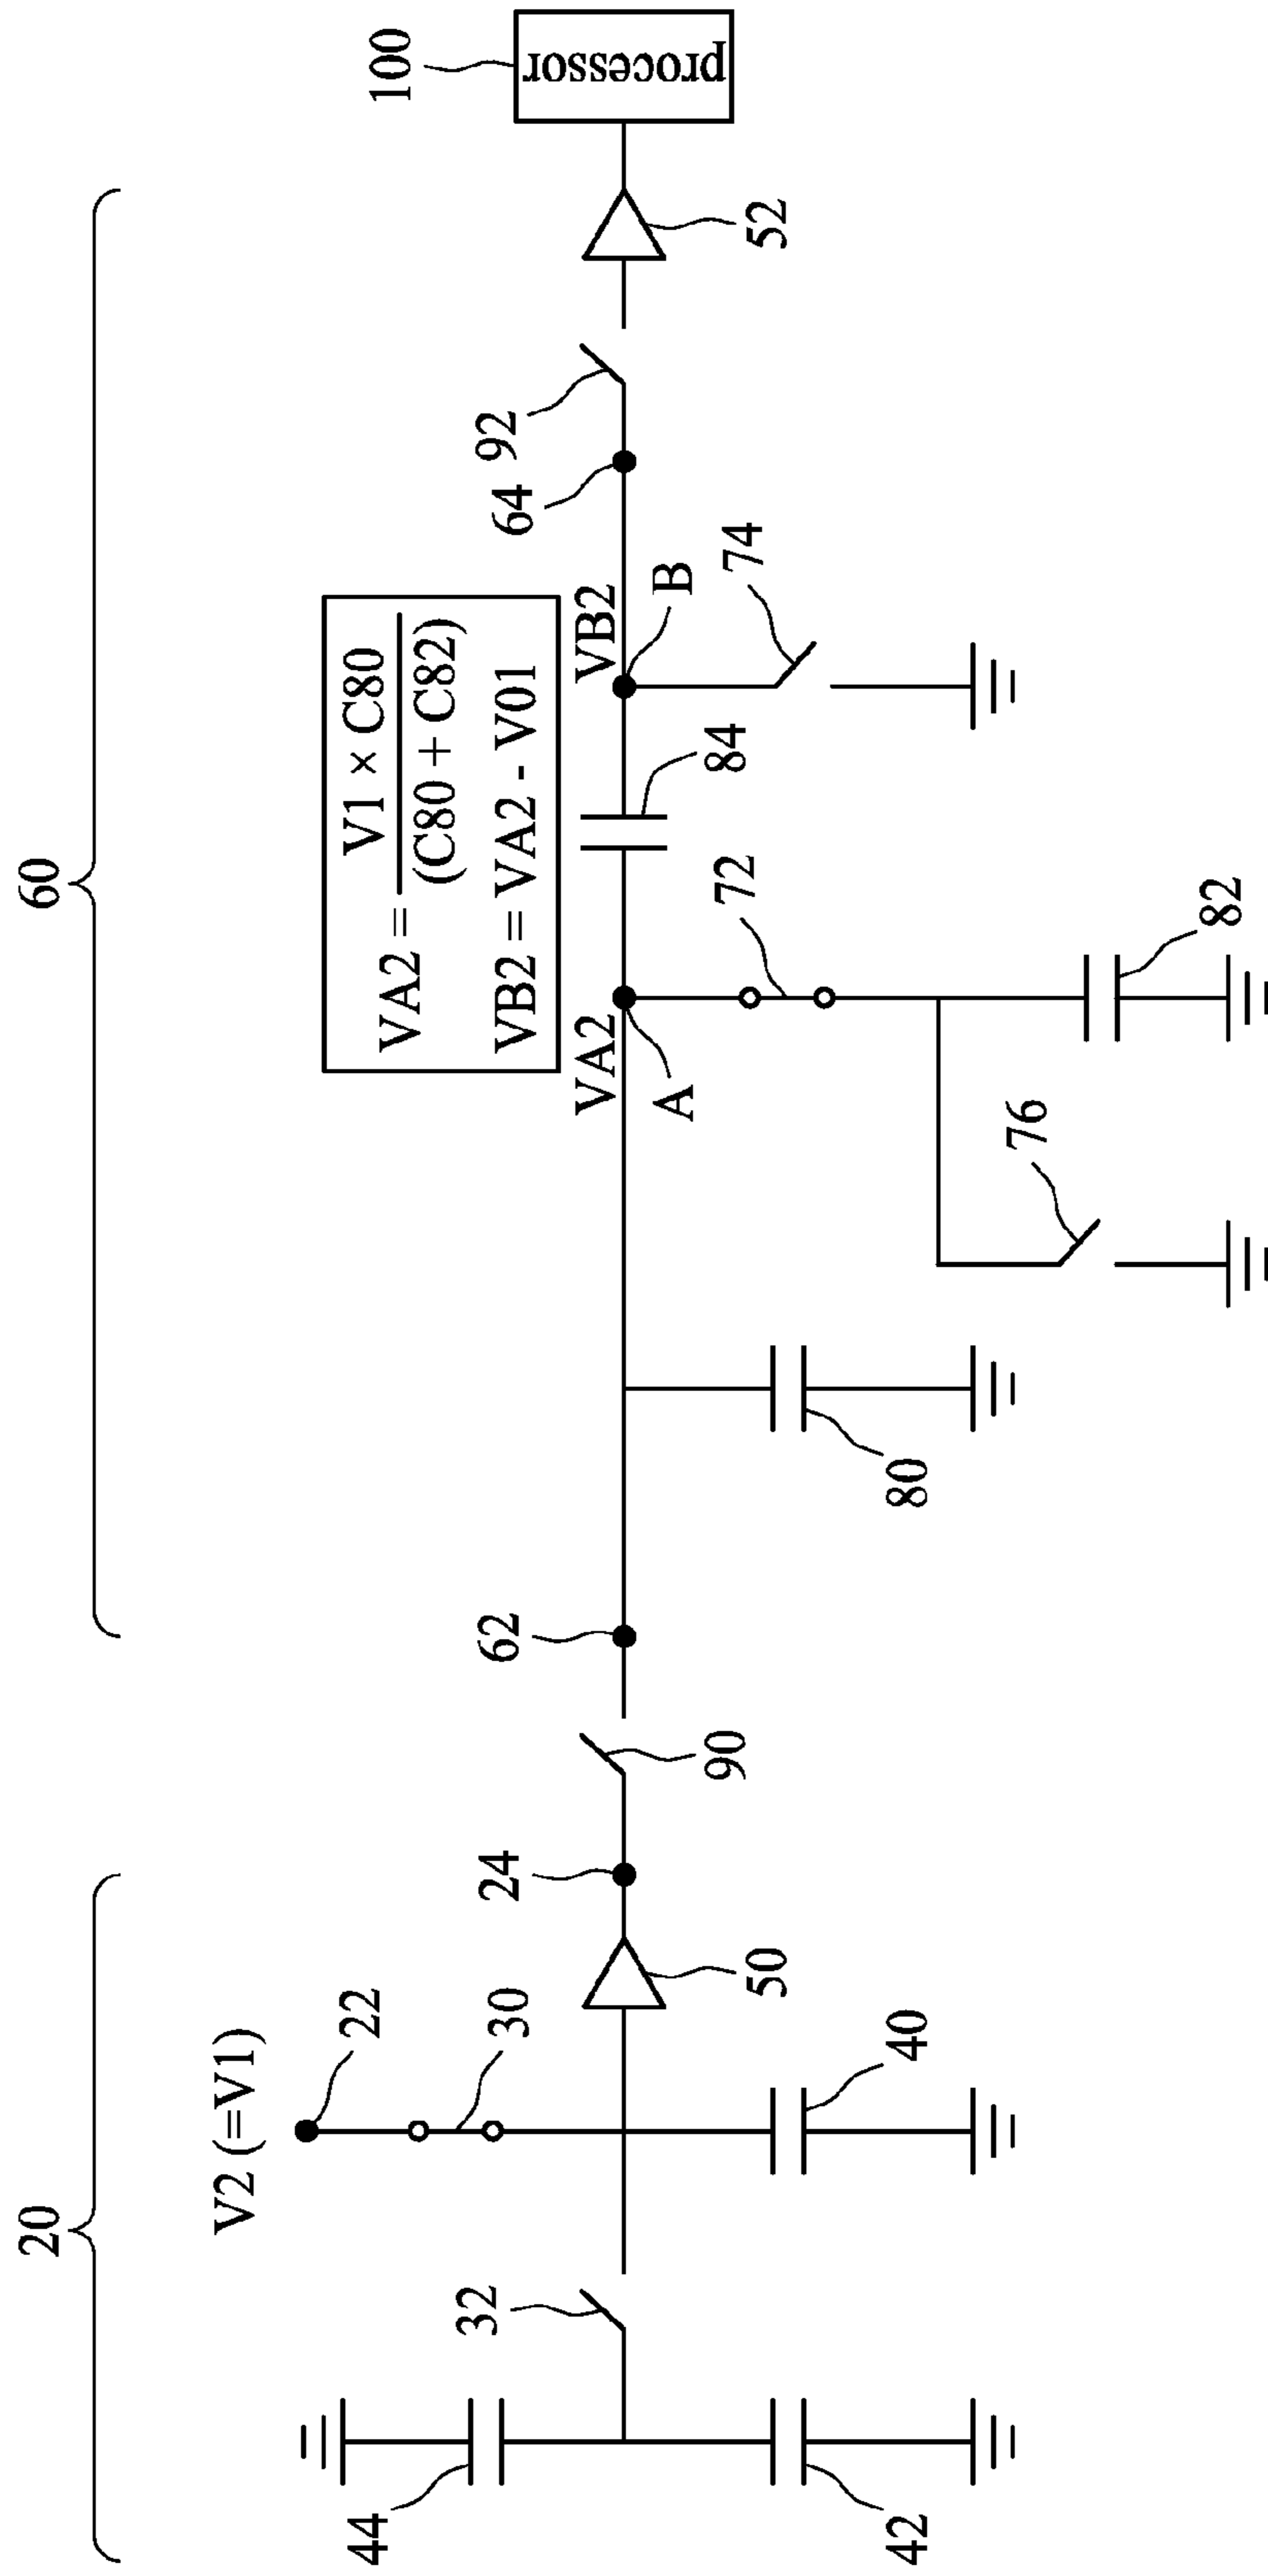 20
60
V2 (=V1)
22
30
44
32
42
40
50
24
90
62
80
VA2 = V1 × C80
(C80 + C82)
VB2 = VA2 - V01
VA2
A
VB2
B
84
72
76
82
74
64
92
52
100
processor